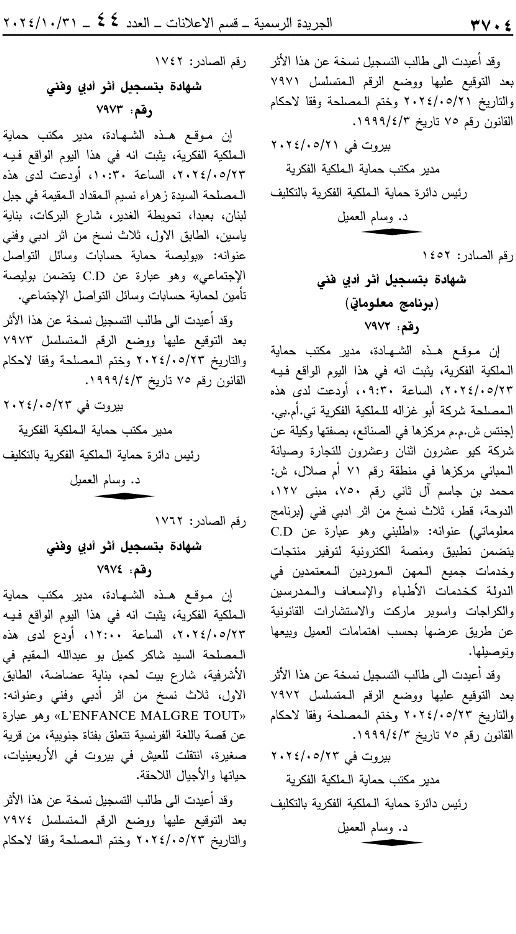 ٣٧٠٤
الجريدة الرسمية ــ قسم الاعلانات ــ العدد ٤٤ ــ ٢٠٢٤/١٠/٣١
وقد أعيدت الى طالب التسجيل نسخة عن هذا الأثر
بعد التوقيع عليها ووضع الرقم المتسلسل ٧٩٧١
والتاريخ ٢٠٢٤/٠٥/٢١ وختم المصلحة وفقا لاحكام
القانون رقم ٧٥ تاريخ ١٩٩٩/٤/٣.
بيروت في ٢٠٢٤/٠٥/٢١
مدير مكتب حماية الملكية الفكرية
رئيس دائرة حماية الملكية الفكرية بالتكليف
د. وسام العميل
رقم الصادر: ١٤٥٢
شهادة بتسجيل أثر أدبي فني
(برنامج معلوماتي)
رقم: ٧٩٧٢
إن موقع هذه الشهادة، مدير مكتب حماية
الملكية الفكرية، يثبت انه في هذا اليوم الواقع فيه
٢٠٢٤/٠٥/٢٣، الساعة ٠٩:٣٠، أودعت لدى هذه
المصلحة شركة أبو غزاله للملكية الفكرية تي.أم.بي.
إجنتس ش.م.م مركزها في الصنائع، بصفتها وكيلة عن
شركة كيو عشرون اثنان وعشرون للتجارة وصيانة
المباني مركزها في منطقة رقم ٧١ أم صلال، ش:
محمد بن جاسم آل ثاني رقم ٧٥٠، مبنى ١٢٧،
الدوحة، قطر، ثلاث نسخ من اثر ادبي فني (برنامج
معلوماتي) عنوانه: «اطلبني وهو عبارة عن C.D
يتضمن تطبيق ومنصة الكترونية لتوفير منتجات
وخدمات جميع المهن الموردين المعتمدين في
الدولة كخدمات الأطباء والإسعاف والمدرسين
والكراجات واسوبر ماركت والاستشارات القانونية
عن طريق عرضها بحسب اهتمامات العميل وبيعها
وتوصيلها.
وقد أعيدت الى طالب التسجيل نسخة عن هذا الأثر
بعد التوقيع عليها ووضع الرقم المتسلسل ٧٩٧٢
والتاريخ ٢٠٢٤/٠٥/٢٣ وختم المصلحة وفقا لاحكام
القانون رقم ٧٥ تاريخ ١٩٩٩/٤/٣.
بيروت في ٢٠٢٤/٠٥/٢٣
مدير مكتب حماية الملكية الفكرية
رئيس دائرة حماية الملكية الفكرية بالتكليف
د. وسام العميل
رقم الصادر: ١٧٤٢
شهادة بتسجيل أثر أدبي وفني
رقم: ٧٩٧٣
إن موقع هذه الشهادة، مدير مكتب حماية
الملكية الفكرية، يثبت انه في هذا اليوم الواقع فيه
٢٠٢٤/٠٥/٢٣، الساعة ١٠:٣٠، أودعت لدى هذه
المصلحة السيدة زهراء نسيم المقداد المقيمة في جبل
لبنان، بعبدا، تحويطة الغدير، شارع البركات، بناية
ياسين، الطابق الاول، ثلاث نسخ من اثر ادبي وفني
عنوانه: «بوليصة حماية حسابات وسائل التواصل
الإجتماعي» وهو عبارة عن C.D يتضمن بوليصة
تأمين لحماية حسابات وسائل التواصل الإجتماعي.
وقد أعيدت الى طالب التسجيل نسخة عن هذا الأثر
بعد التوقيع عليها ووضع الرقم المتسلسل ٧٩٧٣
والتاريخ ٢٠٢٤/٠٥/٢٣ وختم المصلحة وفقا لاحكام
القانون رقم ٧٥ تاريخ ١٩٩٩/٤/٣.
بيروت في ٢٠٢٤/٠٥/٢٣
مدير مكتب حماية الملكية الفكرية
رئيس دائرة حماية الملكية الفكرية بالتكليف
د. وسام العميل
رقم الصادر: ١٧٦٢
شهادة بتسجيل أثر أدبي وفني
رقم: ٧٩٧٤
إن موقع هذه الشهادة، مدير مكتب حماية
الملكية الفكرية، يثبت انه في هذا اليوم الواقع فيه
٢٠٢٤/٠٥/٢٣، الساعة ١٢:٠٠، أودع لدى هذه
المصلحة السيد شاكر كميل بو عبدالله المقيم في
الأشرفية، شارع بيت لحم، بناية عضاضة، الطابق
الاول، ثلاث نسخ من اثر أدبي وفني وعنوانه:
«L'ENFANCE MALGRE TOUT» وهو عبارة
عن قصة باللغة الفرنسية تتعلق بفتاة جنوبية، من قرية
صغيرة، انتقلت للعيش في بيروت في الأربعينيات،
حياتها والأجيال اللاحقة.
وقد أعيدت الى طالب التسجيل نسخة عن هذا الأثر
بعد التوقيع عليها ووضع الرقم المتسلسل ٧٩٧٤
والتاريخ ٢٠٢٤/٠٥/٢٣ وختم المصلحة وفقا لاحكام